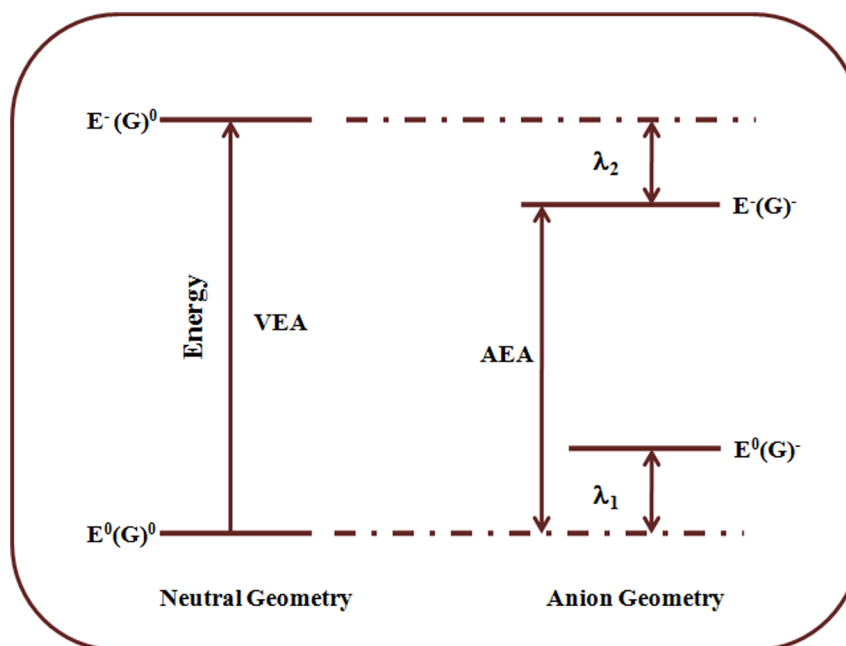 E⁻(G)⁰
λ₂
E⁻(G)⁻
Energy
VEA
AEA
E⁰(G)⁻
λ₁
E⁰(G)⁰
Neutral Geometry
Anion Geometry